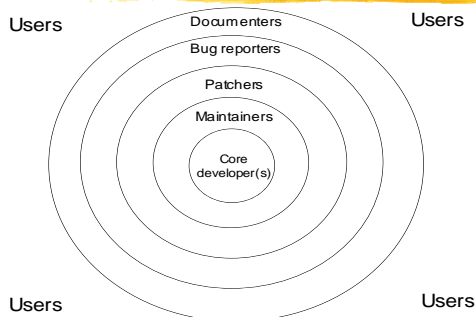 Users
Users
Documenters
Bug reporters
Patchers
Maintainers
Core
developer(s)
Users
Users